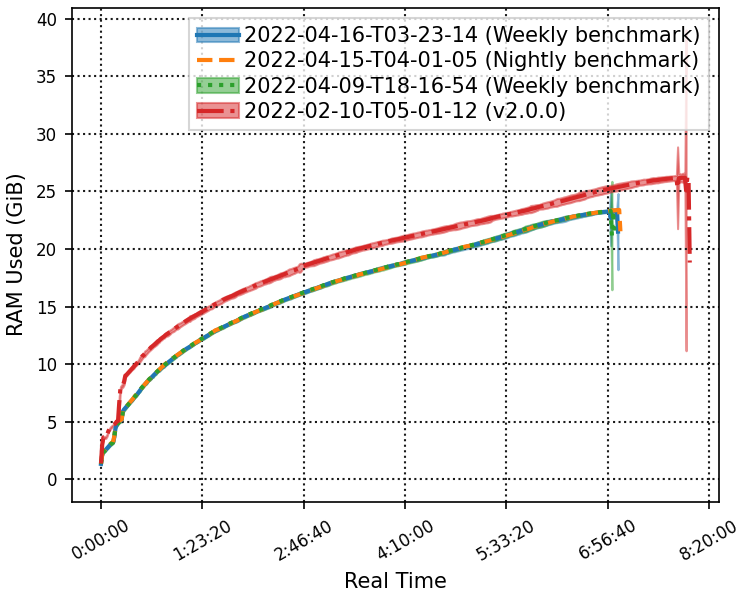 2022-04-16-T03-23-14 (Weekly benchmark)
2022-04-15-T04-01-05 (Nightly benchmark)
2022-04-09-T18-16-54 (Weekly benchmark)
2022-02-10-T05-01-12 (v2.0.0)
40
35
30
25
20
15
10
5
0
RAM Used (GiB)
0:00:00
1:23:20
2:46:40
4:10:00
5:33:20
6:56:40
8:20:00
Real Time